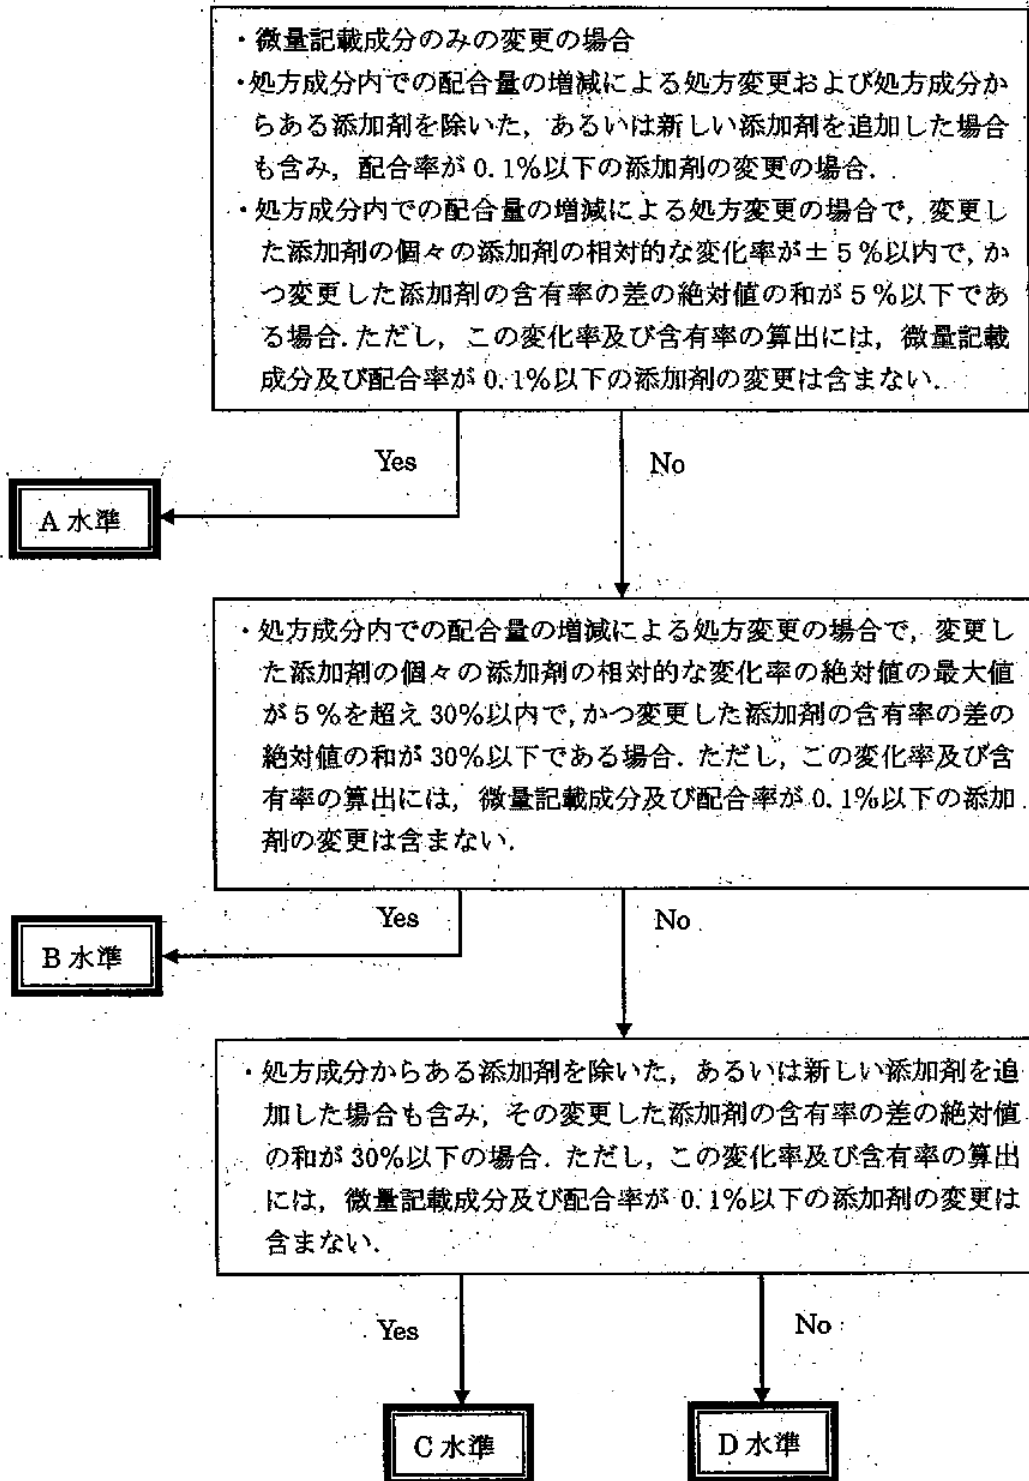 ・微量記載成分のみの変更の場合
・処方成分内での配合量の増減による処方変更および処方成分か
らある添加剤を除いた，あるいは新しい添加剤を追加した場合
も含み，配合率が 0.1%以下の添加剤の変更の場合．
・処方成分内での配合量の増減による処方変更の場合で，変更し
た添加剤の個々の添加剤の相対的な変化率が±５%以内で，か
つ変更した添加剤の含有率の差の絶対値の和が５%以下であ
る場合．ただし，この変化率及び含有率の算出には，微量記載
成分及び配合率が 0.1%以下の添加剤の変更は含まない．
Yes
No
A 水準
・処方成分内での配合量の増減による処方変更の場合で，変更し
た添加剤の個々の添加剤の相対的な変化率の絶対値の最大値
が５%を超え 30%以内で，かつ変更した添加剤の含有率の差の
絶対値の和が 30%以下である場合．ただし，この変化率及び含
有率の算出には，微量記載成分及び配合率が 0.1%以下の添加
剤の変更は含まない．
Yes
No
B 水準
・処方成分からある添加剤を除いた，あるいは新しい添加剤を追
加した場合も含み，その変更した添加剤の含有率の差の絶対値
の和が 30%以下の場合．ただし，この変化率及び含有率の算出
には，微量記載成分及び配合率が 0.1%以下の添加剤の変更は
含まない．
Yes
No
C 水準
D 水準